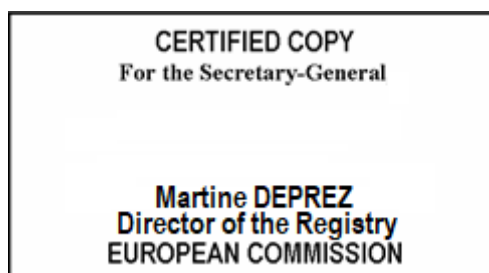 CERTIFIED COPY
For the Secretary-General
Martine DEPREZ
Director of the Registry
EUROPEAN COMMISSION